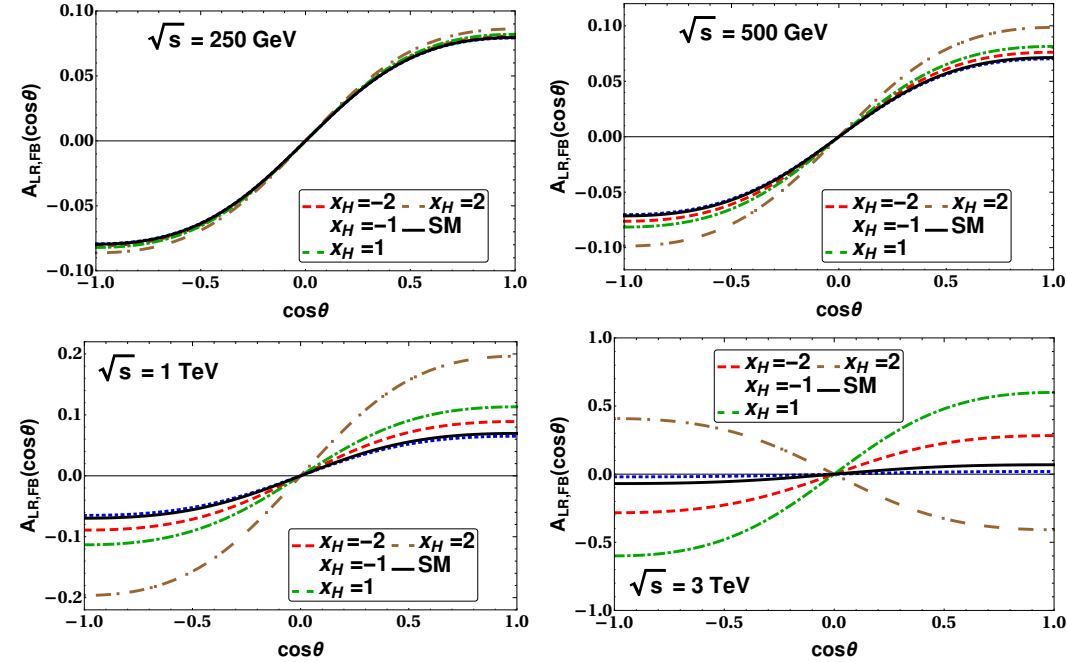 √s = 250 GeV
A_LR,FB(cosθ)
0.10
0.05
0.00
−0.05
−0.10
x_H=-2 x_H=2
x_H=-1 SM
x_H=1
−1.0 −0.5 0.0 0.5 1.0
cosθ
√s = 500 GeV
A_LR,FB(cosθ)
0.10
0.05
0.00
−0.05
−0.10
x_H=-2 x_H=2
x_H=-1 SM
x_H=1
−1.0 −0.5 0.0 0.5 1.0
cosθ
√s = 1 TeV
A_LR,FB(cosθ)
0.2
0.1
0.0
−0.1
−0.2
x_H=-2 x_H=2
x_H=-1 SM
x_H=1
−1.0 −0.5 0.0 0.5 1.0
cosθ
A_LR,FB(cosθ)
1.0
0.5
0.0
−0.5
−1.0
x_H=-2 x_H=2
x_H=-1 SM
x_H=1
√s = 3 TeV
−1.0 −0.5 0.0 0.5 1.0
cosθ